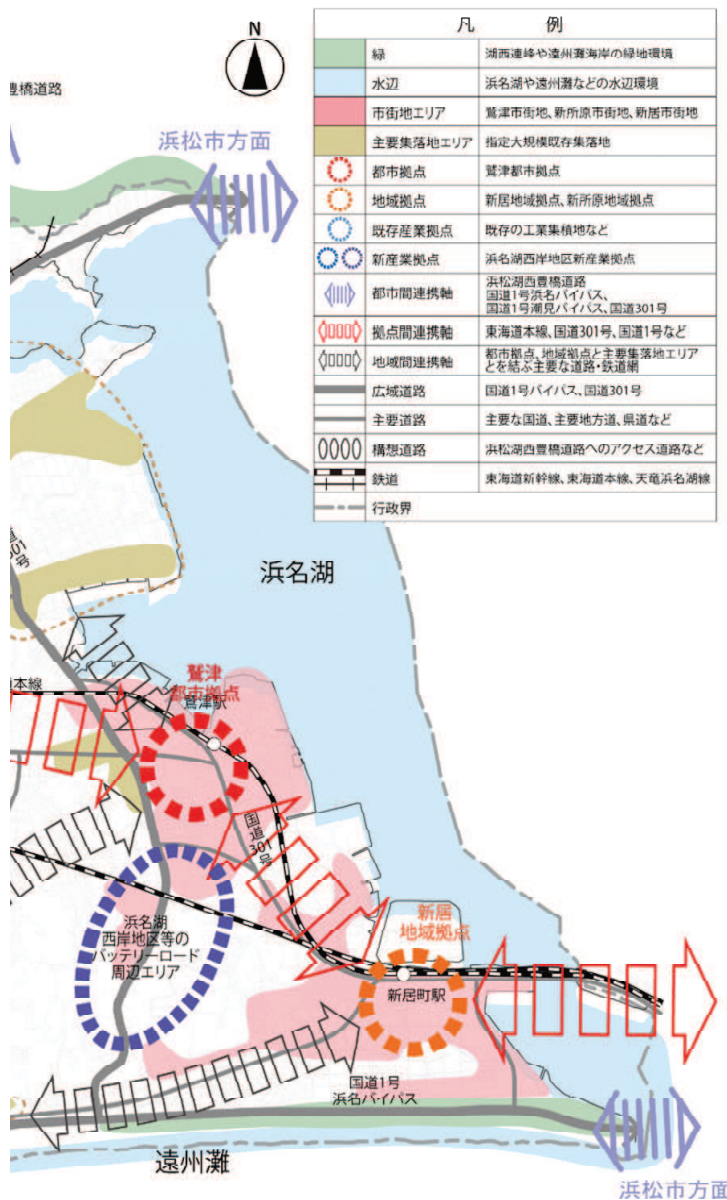 凡 例
緑 湖西連峰や遠州灘海岸の緑地環境
水辺 浜名湖や遠州灘などの水辺環境
市街地エリア 鷲津市街地、新所原市街地、新居市街地
主要集落地エリア 指定大規模既存集落地
都市拠点 鷲津都市拠点
地域拠点 新居地域拠点、新所原地域拠点
既存産業拠点 既存の工業集積地など
新産業拠点 浜名湖西岸地区新産業拠点
都市間連携軸 浜松湖西豊橋道路
国道1号浜名バイパス、
国道1号潮見バイパス、国道301号
拠点間連携軸 東海道本線、国道301号、国道1号など
地域間連携軸 都市拠点、地域拠点と主要集落地エリア
とを結ぶ主要な道路・鉄道網
広域道路 国道1号バイパス、国道301号
主要道路 主要な国道、主要地方道、県道など
構想道路 浜松湖西豊橋道路へのアクセス道路など
鉄道 東海道新幹線、東海道本線、天竜浜名湖線
行政界
N
豊橋道路
浜松市方面
浜名湖
道
301
号
本線
鷲津
都市拠点
鷲津駅
国道
301号
浜名湖
西岸地区等の
バッテリーロード
周辺エリア
新居
地域拠点
新居町駅
国道1号
浜名バイパス
遠州灘
浜松市方面